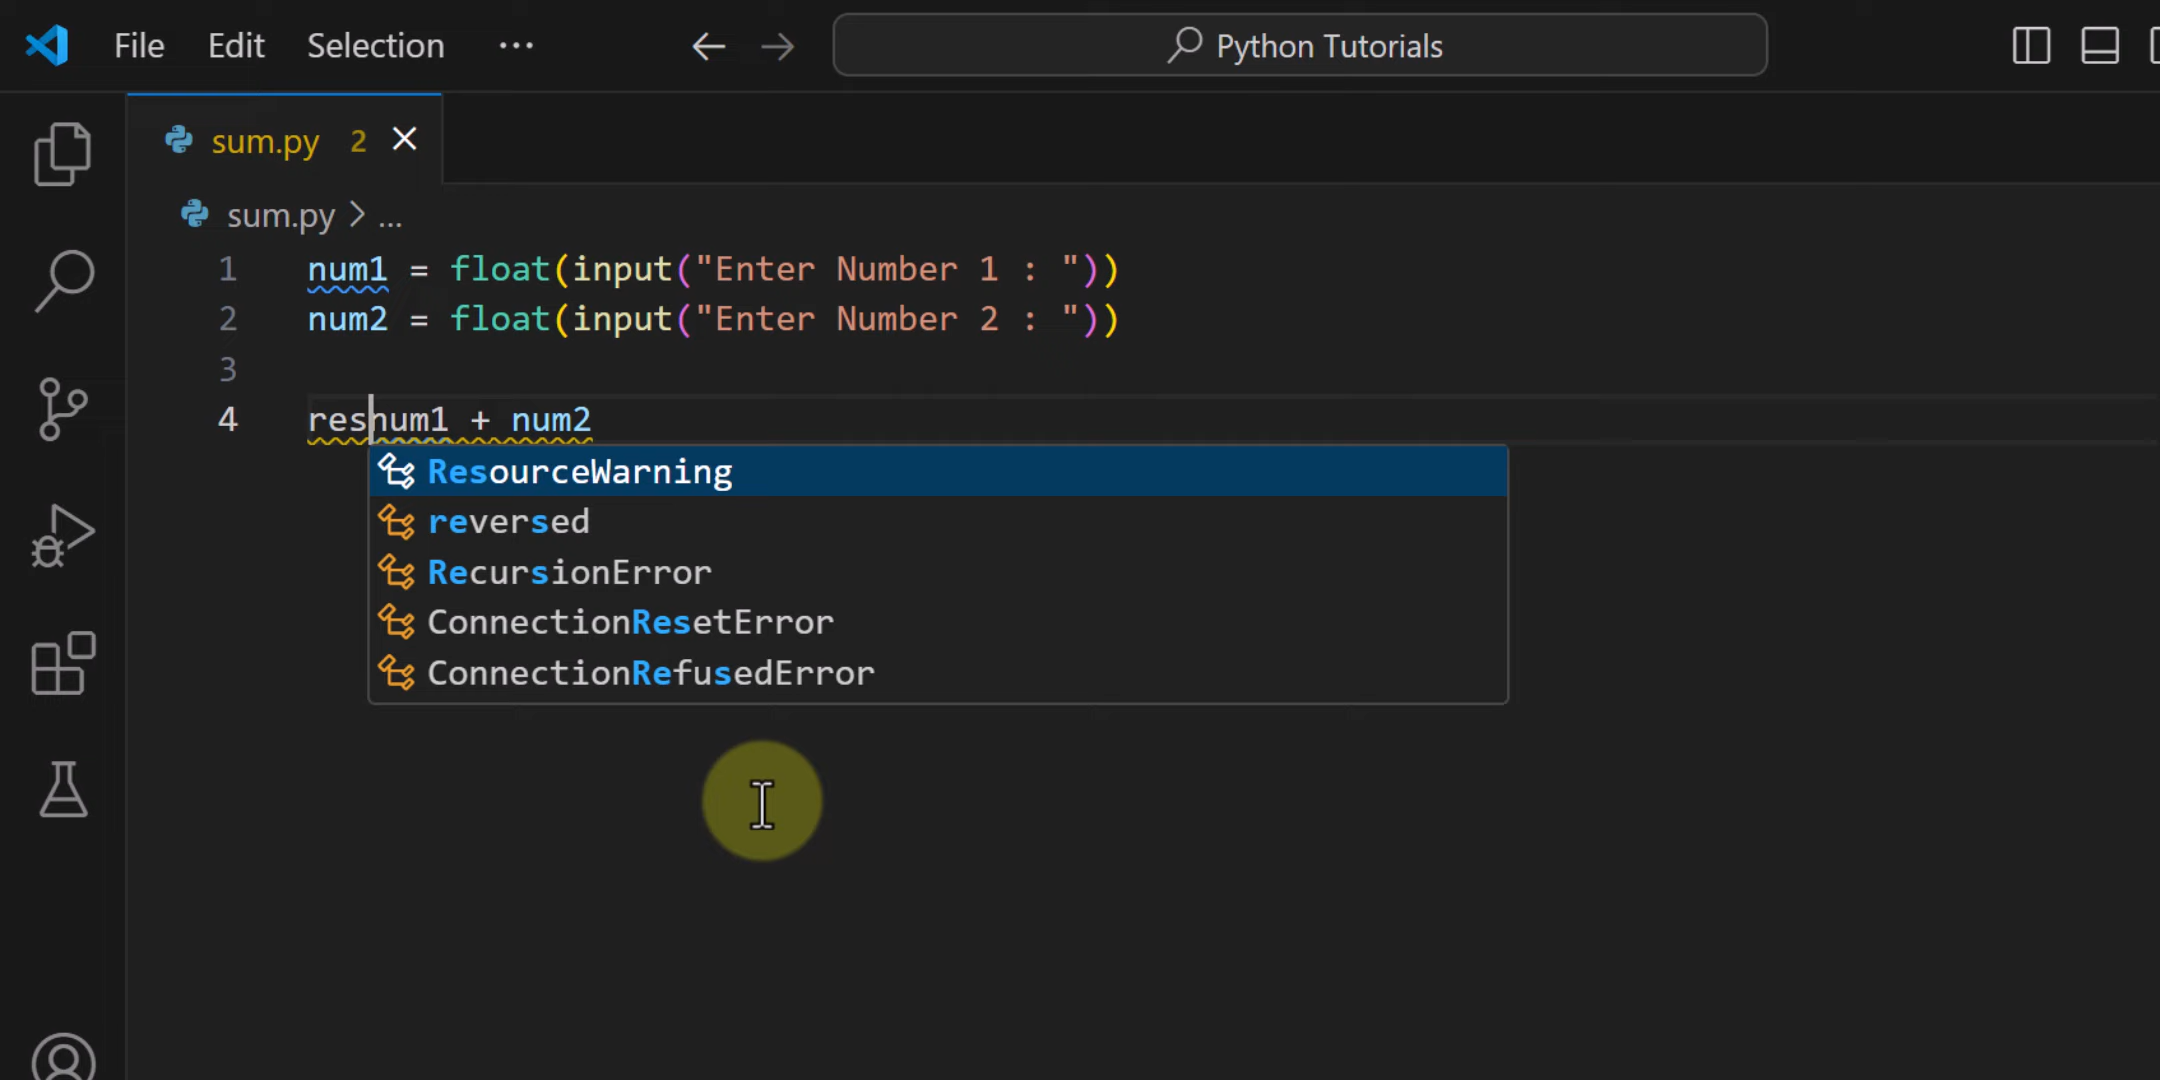 File Edit Selection ··· Python Tutorials
sum.py 2
sum.py > ...
1 num1 = float(input("Enter Number 1 : "))
2 num2 = float(input("Enter Number 2 : "))
3
4 resnum1 + num2
ResourceWarning
reversed
RecursionError
ConnectionResetError
ConnectionRefusedError